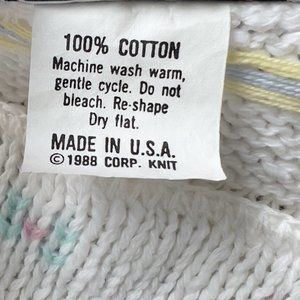 100% COTTON
Machine wash warm,
gentle cycle. Do not
bleach. Re-shape
Dry flat.
MADE IN U.S.A.
©1988 CORP. KNIT